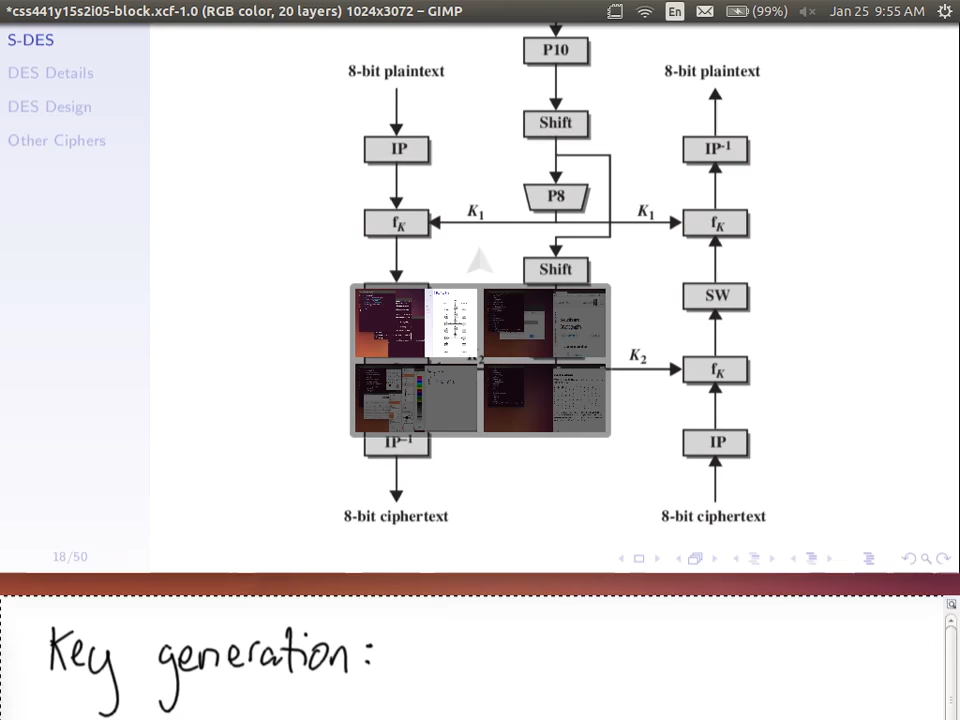 *css441y15s2i05-block.xcf-1.0 (RGB color, 20 layers) 1024x3072 – GIMP
En
(99%)
Jan 25 9:55 AM
S-DES
DES Details
DES Design
Other Ciphers
P10
8-bit plaintext
8-bit plaintext
Shift
IP
IP-1
P8
K1
K1
fK
fK
Shift
SW
K2
K2
fK
IP–1
IP
8-bit ciphertext
8-bit ciphertext
18/50
Key generation: